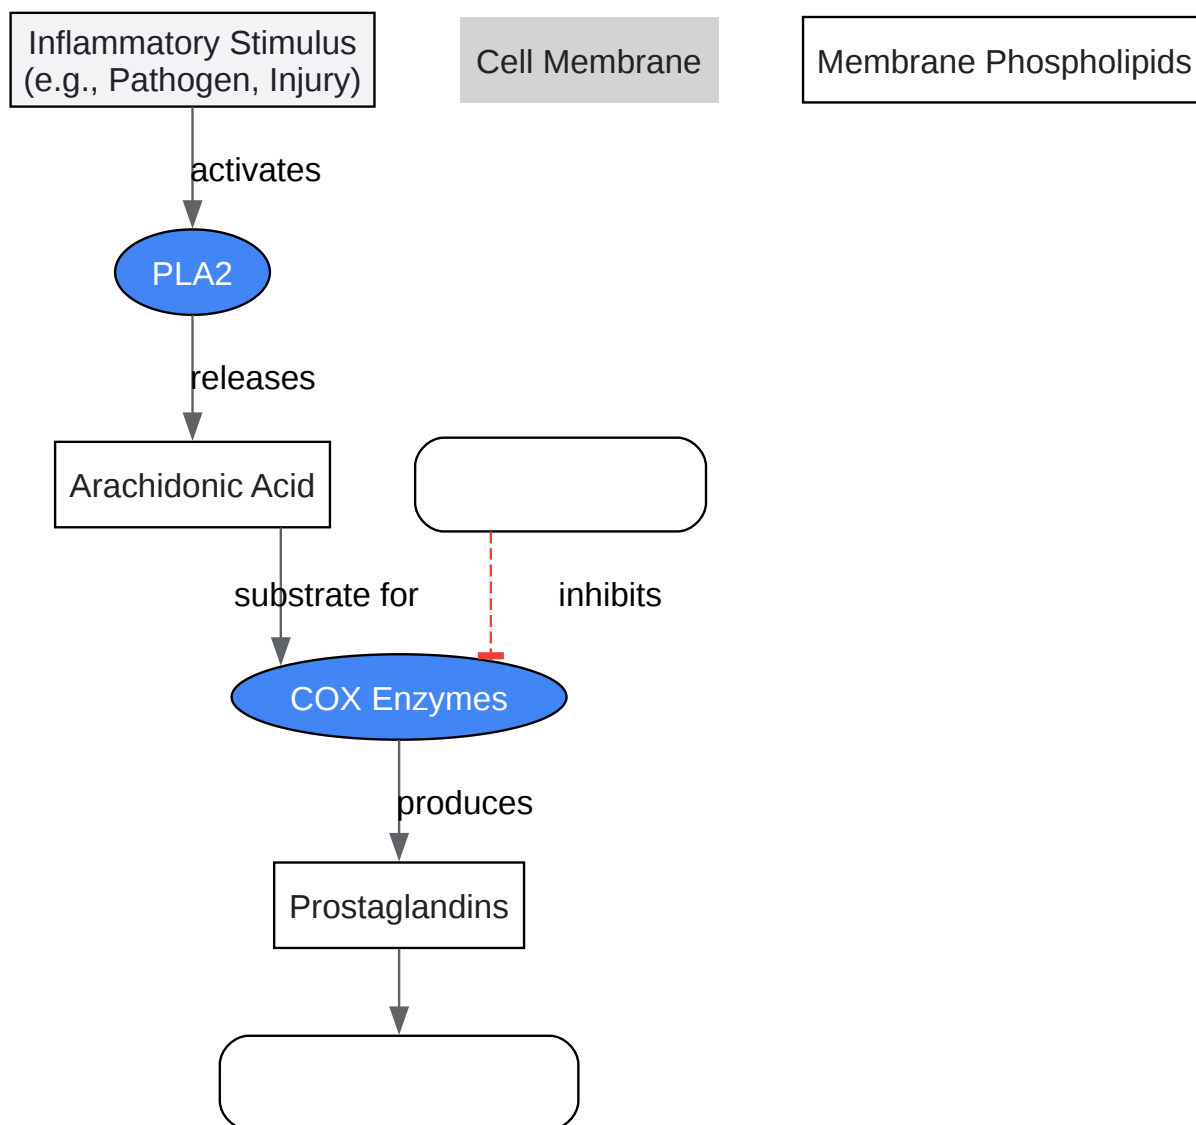 Inflammatory Stimulus
(e.g., Pathogen, Injury)
Cell Membrane
Membrane Phospholipids
activates
PLA2
releases
Arachidonic Acid
substrate for
inhibits
COX Enzymes
produces
Prostaglandins